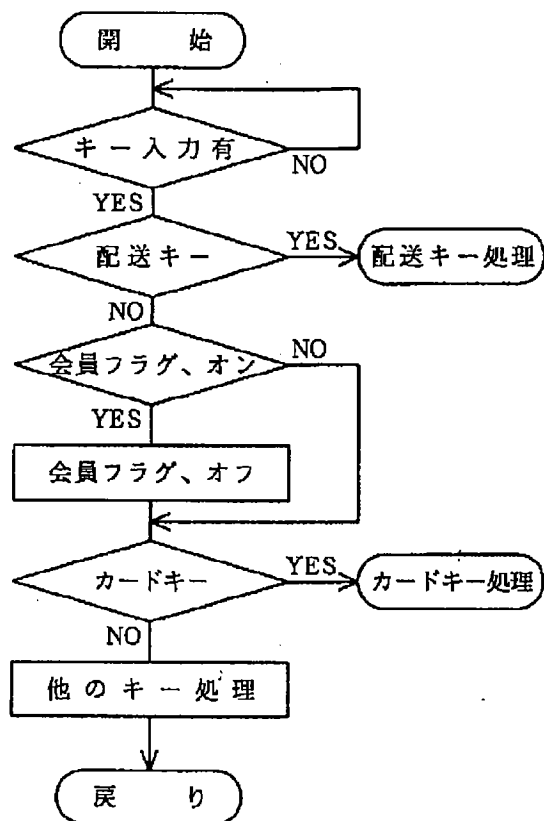 開 始
キー入力有
NO
YES
配送キー
YES
配送キー処理
NO
会員フラグ、オン
NO
YES
会員フラグ、オフ
カードキー
YES
カードキー処理
NO
他のキー処理
戻 り